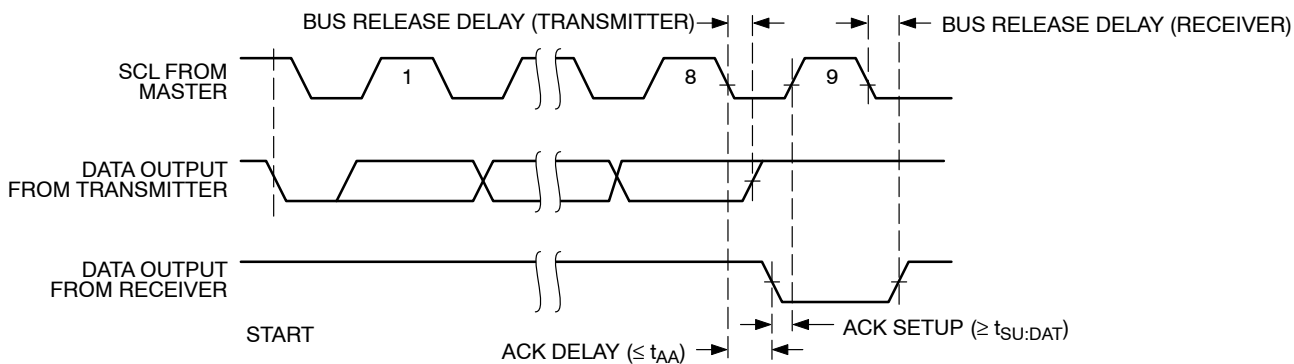 BUS RELEASE DELAY (TRANSMITTER)
BUS RELEASE DELAY (RECEIVER)
SCL FROM
MASTER
1
8
9
DATA OUTPUT
FROM TRANSMITTER
DATA OUTPUT
FROM RECEIVER
START
ACK SETUP (≥ tSU:DAT)
ACK DELAY (≤ tAA)